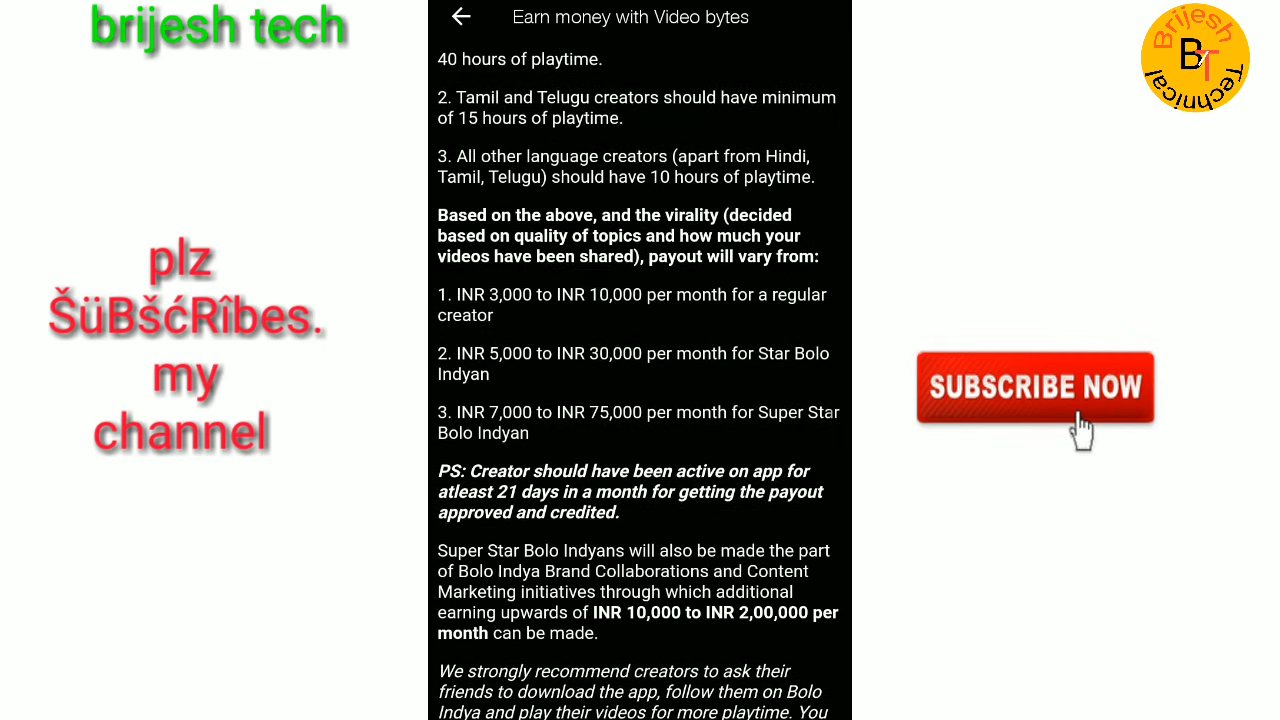 brijesh tech
Earn money with Video bytes
Brijesh
BT
Technical
40 hours of playtime.
2. Tamil and Telugu creators should have minimum
of 15 hours of playtime.
3. All other language creators (apart from Hindi,
Tamil, Telugu) should have 10 hours of playtime.
Based on the above, and the virality (decided
based on quality of topics and how much your
videos have been shared), payout will vary from:
1. INR 3,000 to INR 10,000 per month for a regular
creator
2. INR 5,000 to INR 30,000 per month for Star Bolo
Indyan
3. INR 7,000 to INR 75,000 per month for Super Star
Bolo Indyan
PS: Creator should have been active on app for
atleast 21 days in a month for getting the payout
approved and credited.
Super Star Bolo Indyans will also be made the part
of Bolo Indya Brand Collaborations and Content
Marketing initiatives through which additional
earning upwards of INR 10,000 to INR 2,00,000 per
month can be made.
We strongly recommend creators to ask their
friends to download the app, follow them on Bolo
Indya and play their videos for more playtime. You
plz
ŠüBšćRîbes.
my
channel
SUBSCRIBE NOW